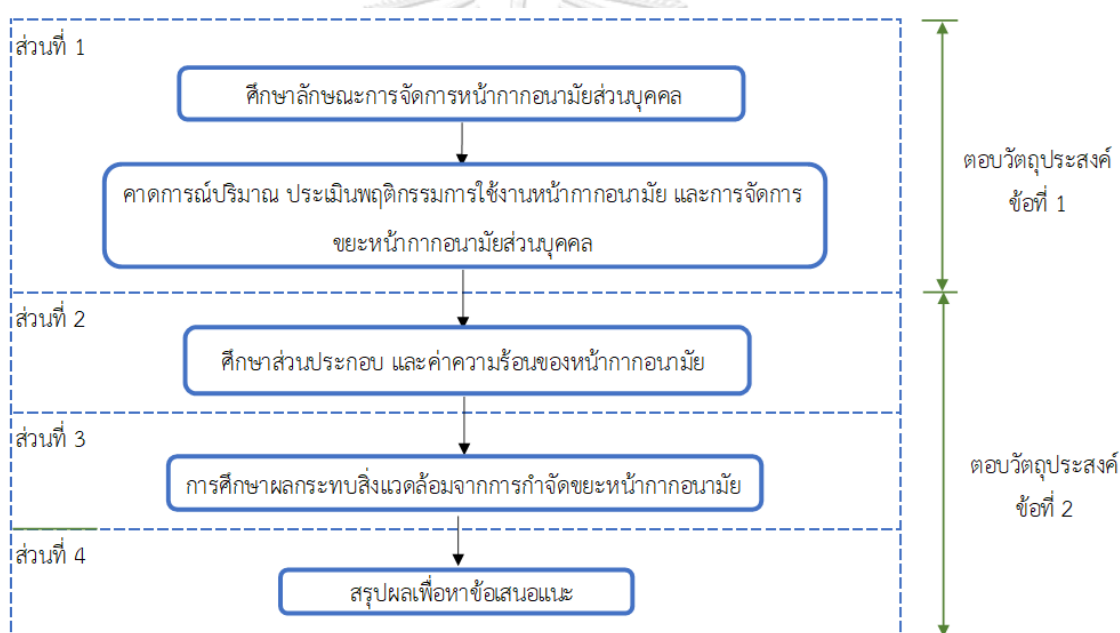 ส่วนที่ 1
ศึกษาลักษณะการจัดการหน้ากากอนามัยส่วนบุคคล
คาดการณ์ปริมาณ ประเมินพฤติกรรมการใช้งานหน้ากากอนามัย และการจัดการ
ขยะหน้ากากอนามัยส่วนบุคคล
ตอบวัตถุประสงค์
ข้อที่ 1
ส่วนที่ 2
ศึกษาส่วนประกอบ และค่าความร้อนของหน้ากากอนามัย
ส่วนที่ 3
การศึกษาผลกระทบสิ่งแวดล้อมจากการกำจัดขยะหน้ากากอนามัย
ตอบวัตถุประสงค์
ข้อที่ 2
ส่วนที่ 4
สรุปผลเพื่อหาข้อเสนอแนะ